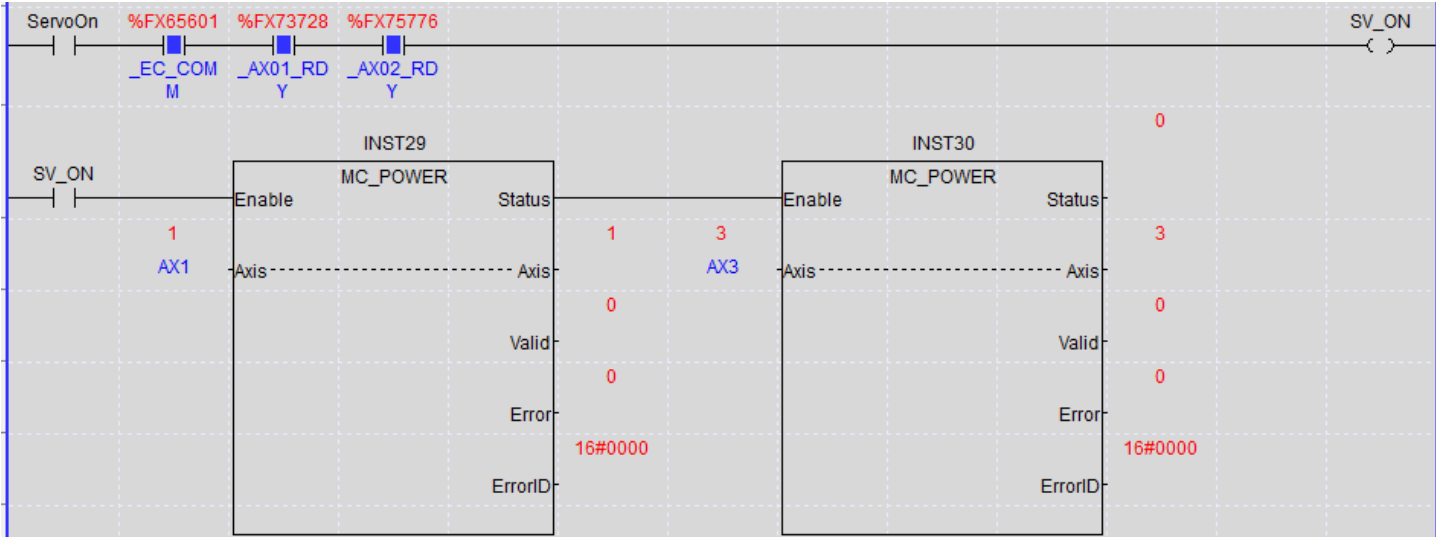 ServoOn %FX65601 %FX73728 %FX75776 SV_ON
_EC_COM _AX01_RD _AX02_RD
M Y Y
0
INST29 INST30
SV_ON MC_POWER MC_POWER
Enable Status Enable Status
1 1 3 3
AX1 Axis Axis AX3 Axis Axis
0 0
Valid Valid
0 0
Error Error
16#0000 16#0000
ErrorID ErrorID